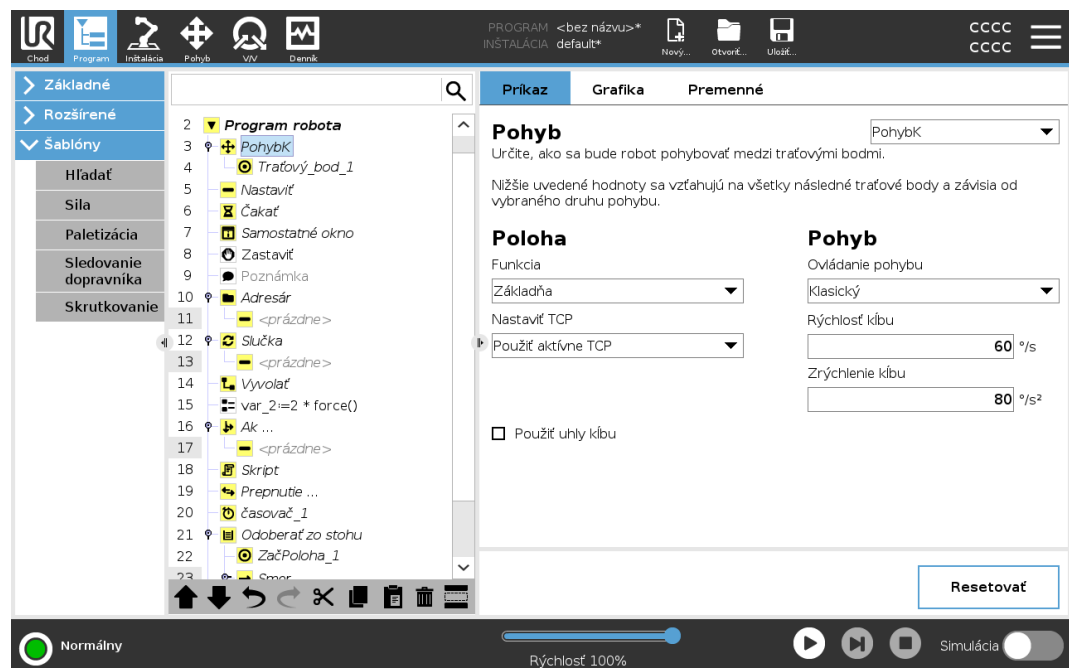 PROGRAM <bez názvu>*
INŠTALÁCIA default*
Chod
Program
Inštalácia
Pohyb
V/V
Denník
Nový...
Otvoriť...
Uložiť...
CCCC
CCCC
Základné
Rozšírené
Šablóny
Hľadať
Sila
Paletizácia
Sledovanie
dopravníka
Skrutkovanie
2 Program robota
3 PohybK
4 Traťový_bod_1
5 Nastaviť
6 Čakať
7 Samostatné okno
8 Zastaviť
9 Poznámka
10 Adresár
11 <prázdne>
12 Slučka
13 <prázdne>
14 Vyvolať
15 var_2:=2 * force()
16 Ak ...
17 <prázdne>
18 Skript
19 Prepnutie ...
20 časovač_1
21 Odoberať zo stohu
22 ZačPoloha_1
23 Smer
Príkaz Grafika Premenné
Pohyb
PohybK
Určite, ako sa bude robot pohybovať medzi traťovými bodmi.
Nižšie uvedené hodnoty sa vzťahujú na všetky následné traťové body a závisia od
vybraného druhu pohybu.
Poloha
Funkcia
Základňa
Nastaviť TCP
Použiť aktívne TCP
Použiť uhly kĺbu
Pohyb
Ovládanie pohybu
Klasický
Rýchlosť kĺbu
60 °/s
Zrýchlenie kĺbu
80 °/s²
Resetovať
Normálny
Rýchlosť 100%
Simulácia